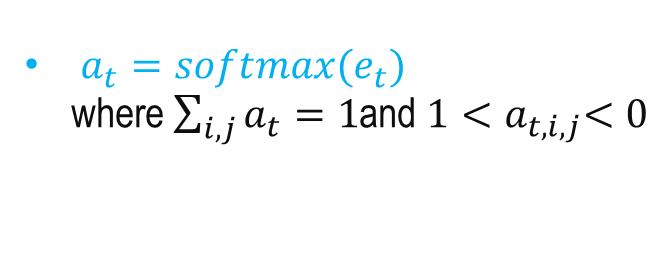 • a_t = softmax(e_t)
where ∑_{i,j} a_t = 1and 1 < a_{t,i,j}< 0